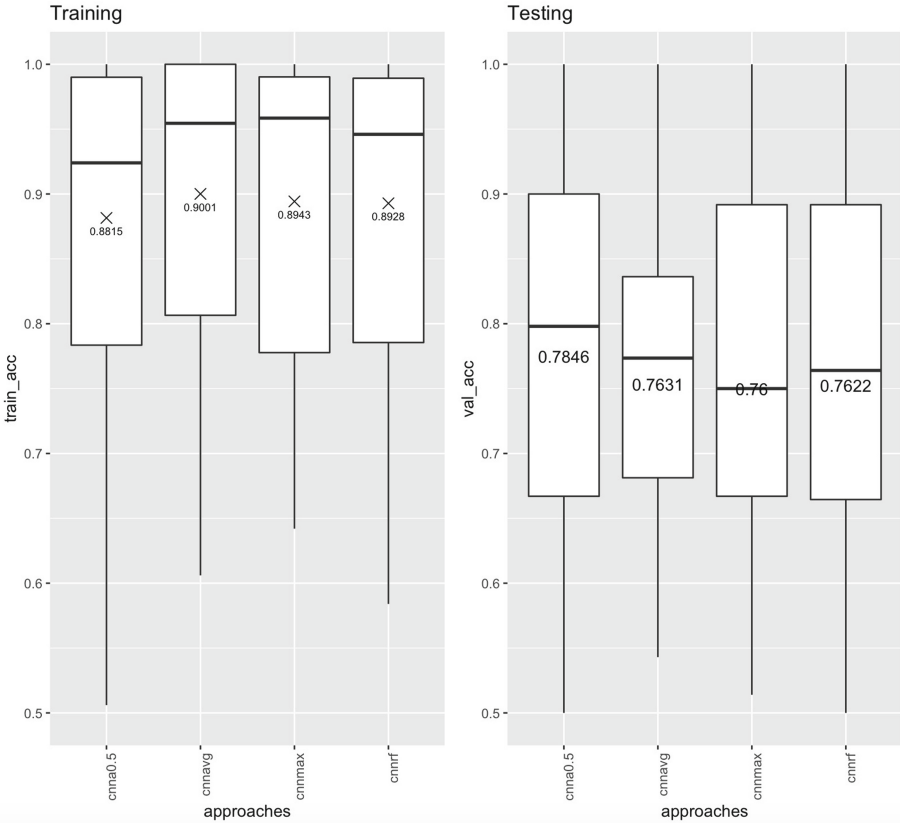 Training
train_acc
1.0
0.9
0.8
0.7
0.6
0.5
0.8815
0.9001
0.8943
0.8928
cnna0.5
cnnavg
cnnmax
cnnrf
approaches
Testing
val_acc
1.0
0.9
0.8
0.7
0.6
0.5
0.7846
0.7631
0.76
0.7622
cnna0.5
cnnavg
cnnmax
cnnrf
approaches